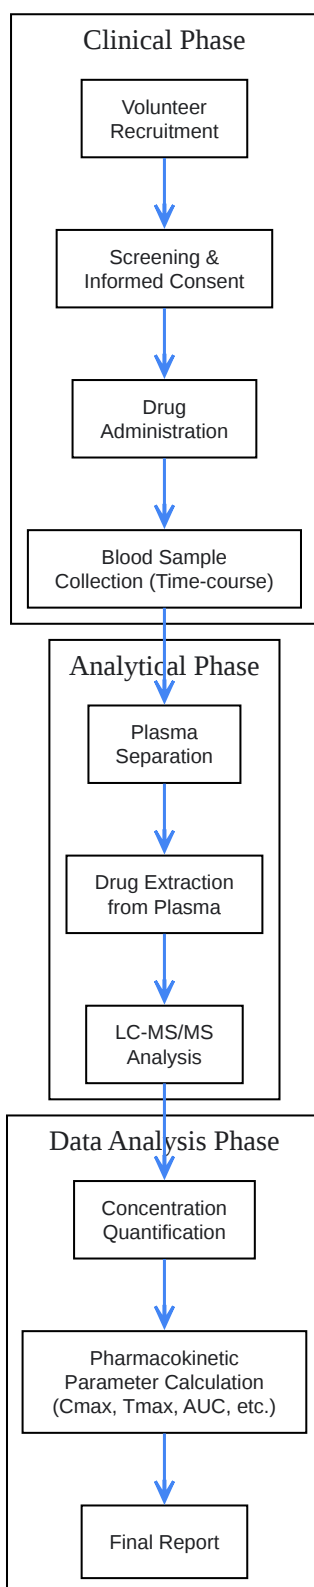 Clinical Phase
Volunteer
Recruitment
Screening &
Informed Consent
Drug
Administration
Blood Sample
Collection (Time-course)
Analytical Phase
Plasma
Separation
Drug Extraction
from Plasma
LC-MS/MS
Analysis
Data Analysis Phase
Concentration
Quantification
Pharmacokinetic
Parameter Calculation
(Cmax, Tmax, AUC, etc.)
Final Report